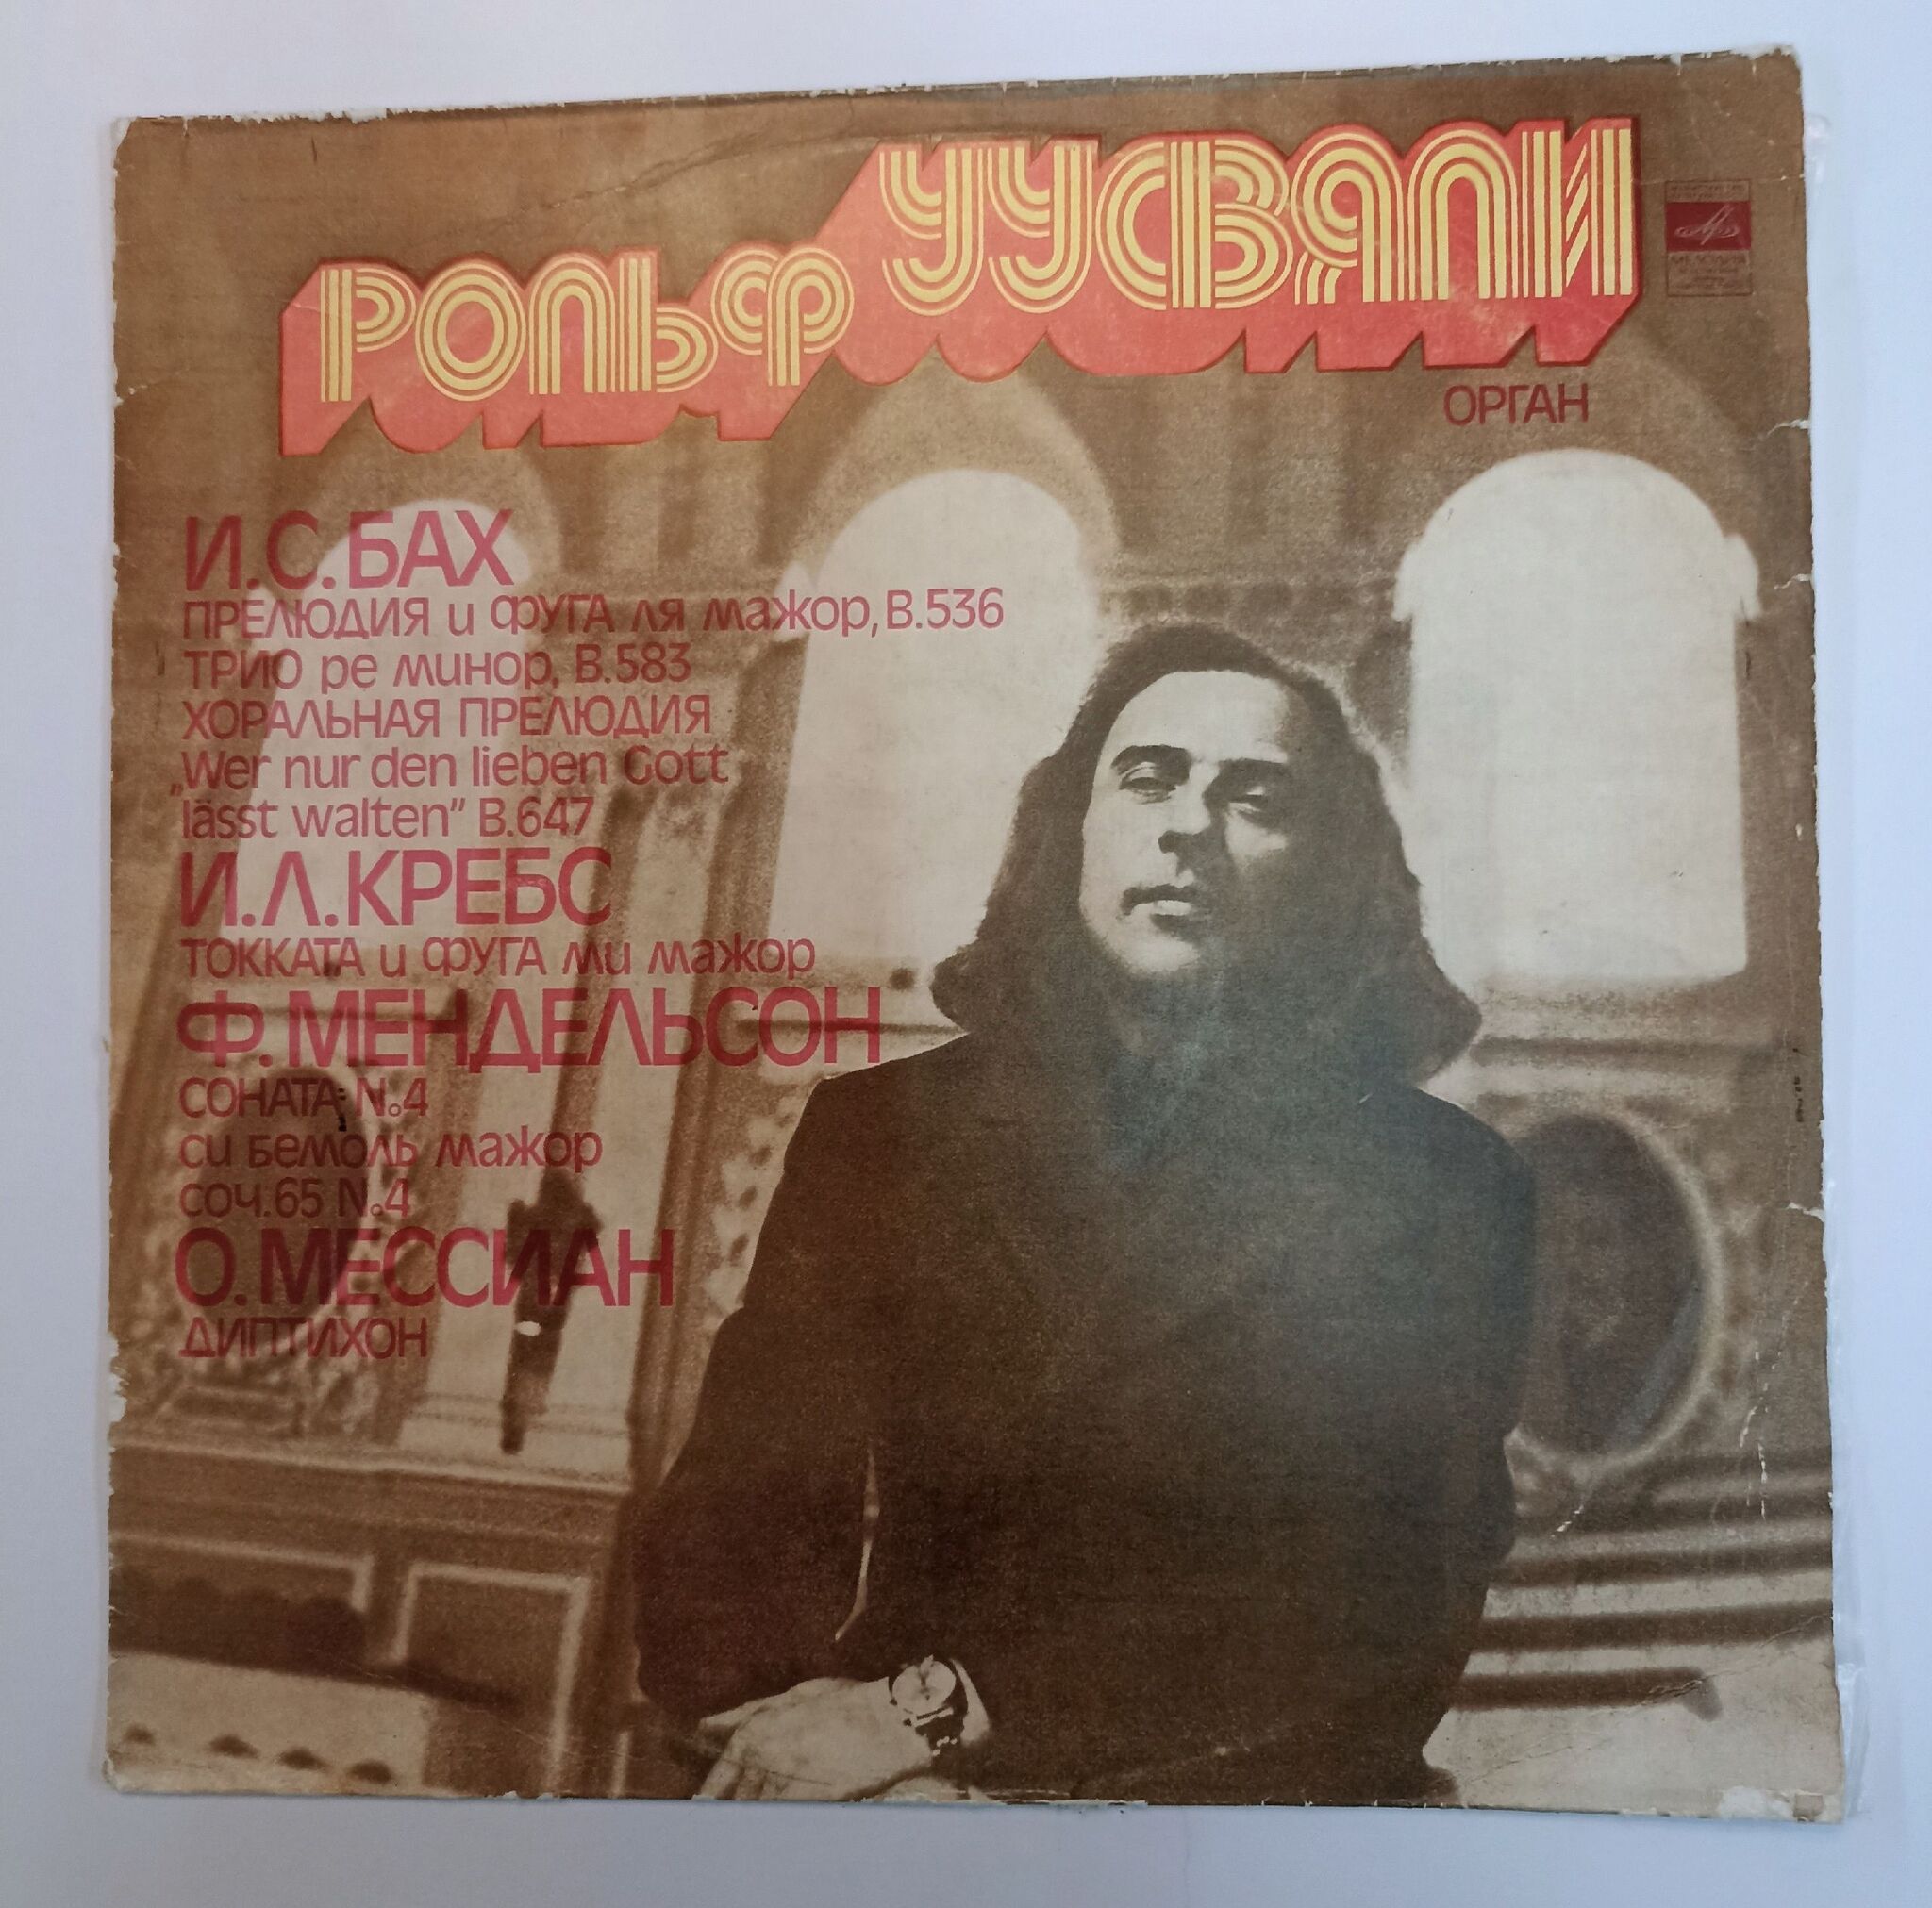 РОЛЬФ УУСВЯЛИ
ОРГАН
МЕЛОДИЯ
И.С.БАХ
ПРЕЛЮДИЯ и ФУГА ЛЯ мажор, В.536
ТРИО ре минор, В.583
ХОРАЛЬНАЯ ПРЕЛЮДИЯ
„Wer nur den lieben Gott
lässt walten” B.647
И.Л.КРЕБС
ТОККАТА и ФУГА ми мажор
Ф.МЕНДЕЛЬСОН
СОНАТА №4
си бемоль мажор
соч.65 №4
О.МЕССИАН
ДИПТИХОН